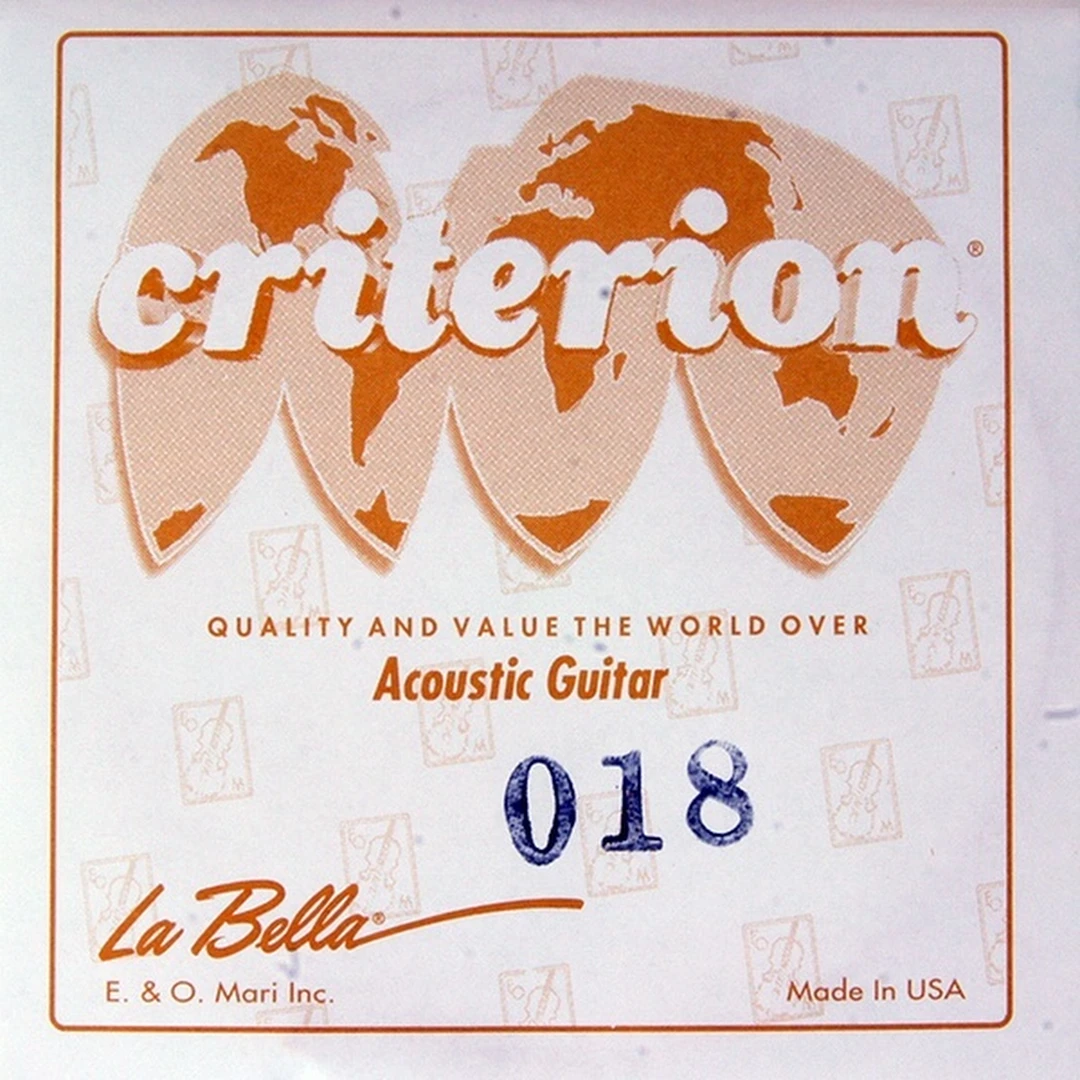 criterion®
QUALITY AND VALUE THE WORLD OVER
Acoustic Guitar
018
La Bella®
E. & O. Mari Inc.
Made In USA